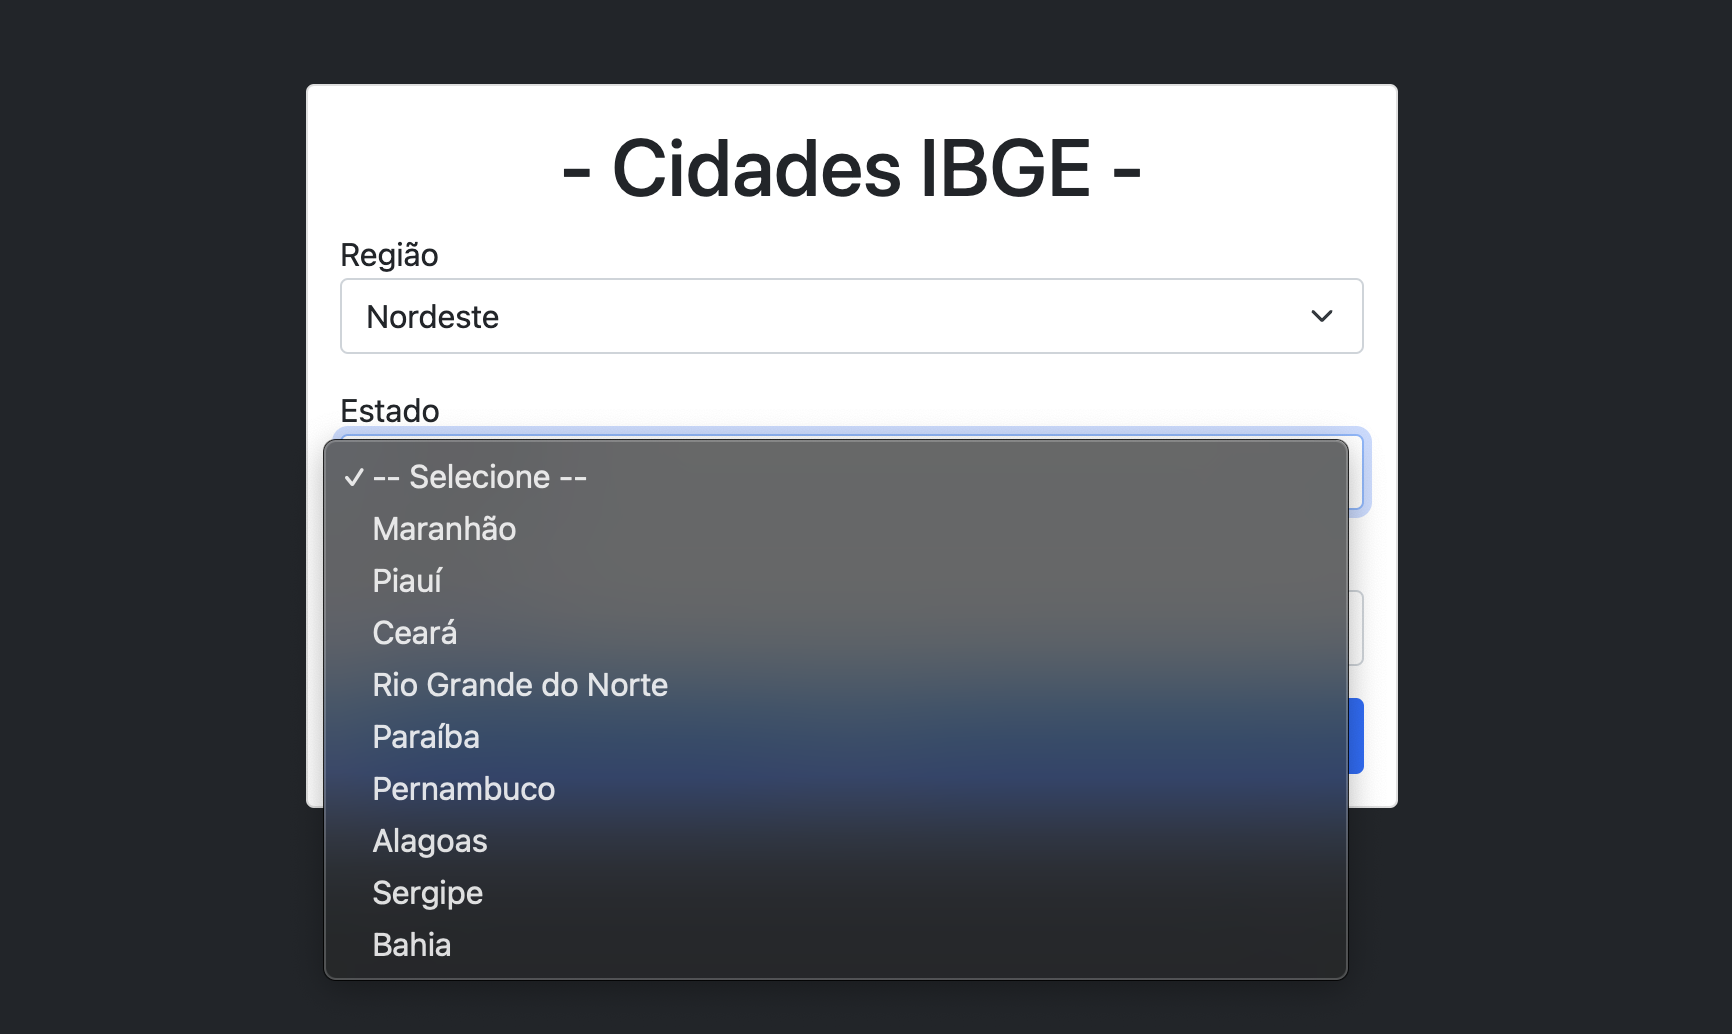 - Cidades IBGE -
Região
Nordeste
Estado
-- Selecione --
Maranhão
Piauí
Ceará
Rio Grande do Norte
Paraíba
Pernambuco
Alagoas
Sergipe
Bahia